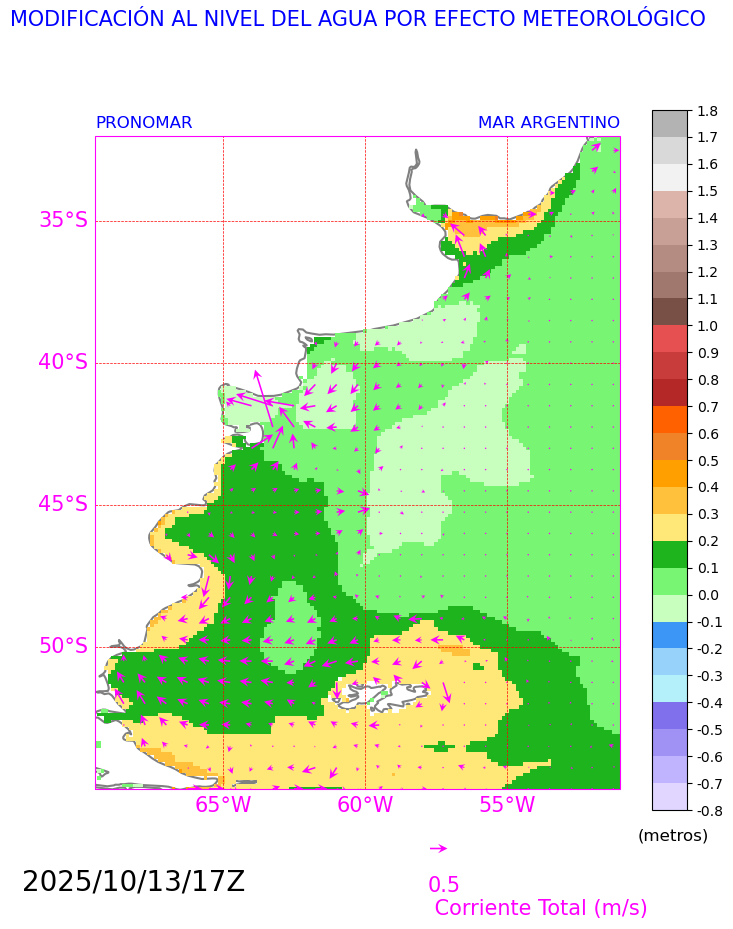 MODIFICACIÓN AL NIVEL DEL AGUA POR EFECTO METEOROLÓGICO
PRONOMAR MAR ARGENTINO
35°S
40°S
45°S
50°S
65°W 60°W 55°W
1.8
1.7
1.6
1.5
1.4
1.3
1.2
1.1
1.0
0.9
0.8
0.7
0.6
0.5
0.4
0.3
0.2
0.1
0.0
-0.1
-0.2
-0.3
-0.4
-0.5
-0.6
-0.7
-0.8
(metros)
2025/10/13/17Z
0.5
Corriente Total (m/s)